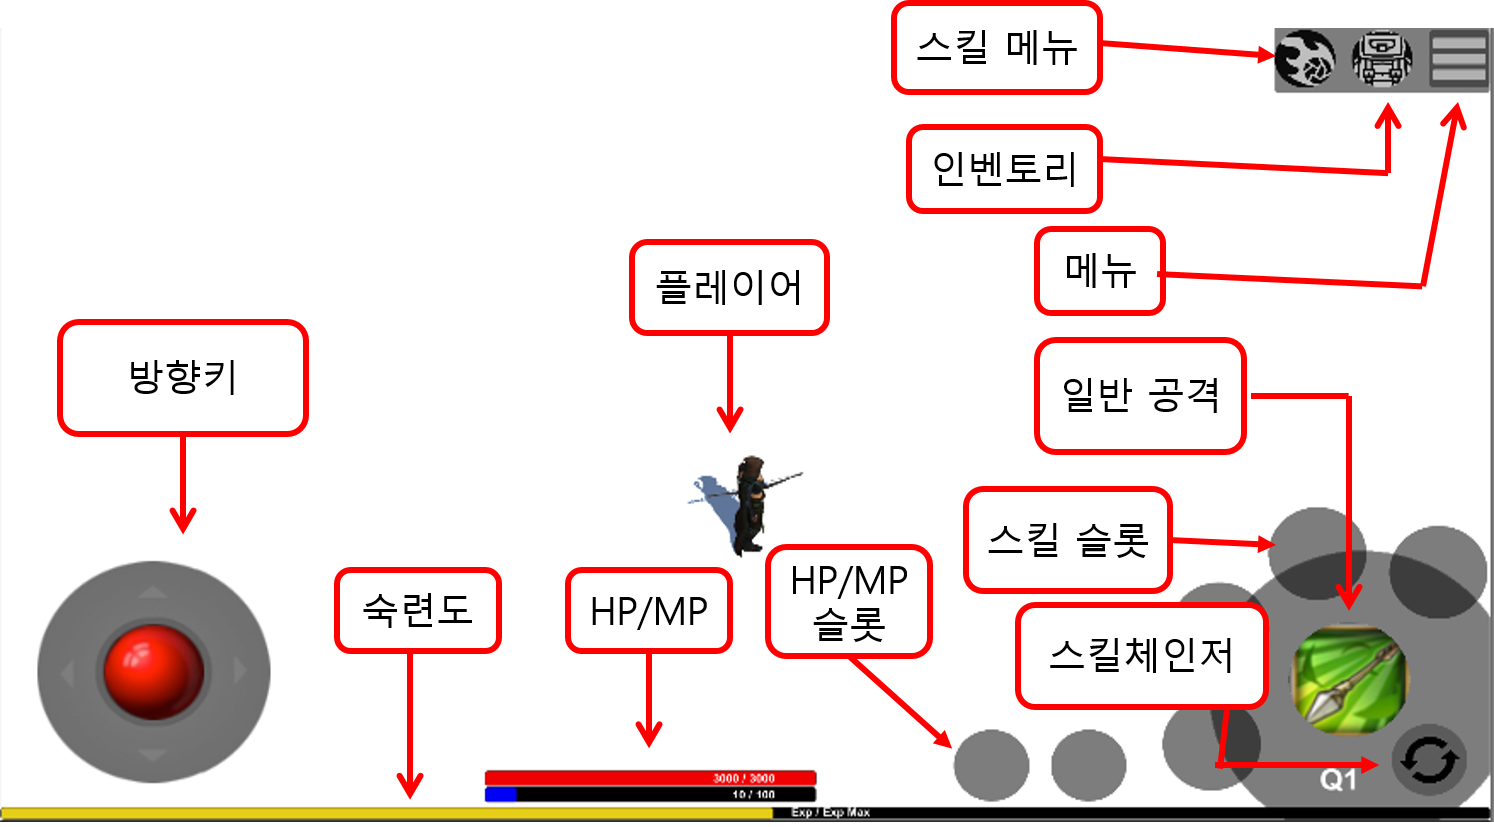 스킬 메뉴
인벤토리
메뉴
플레이어
방향키
일반 공격
스킬 슬롯
숙련도
HP/MP
HP/MP
슬롯
스킬체인저
3000 / 3000
10 / 100
Q1
Exp / Exp Max